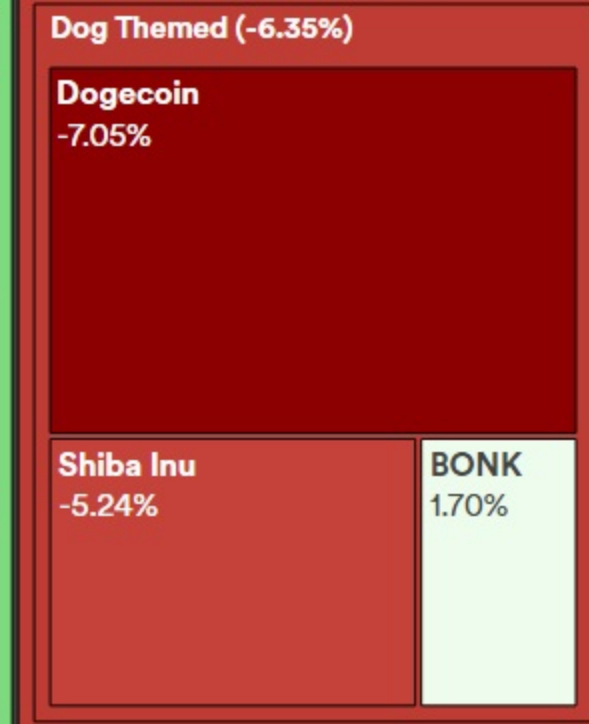 Dog Themed (-6.35%)
Dogecoin
-7.05%
Shiba Inu
-5.24%
BONK
1.70%